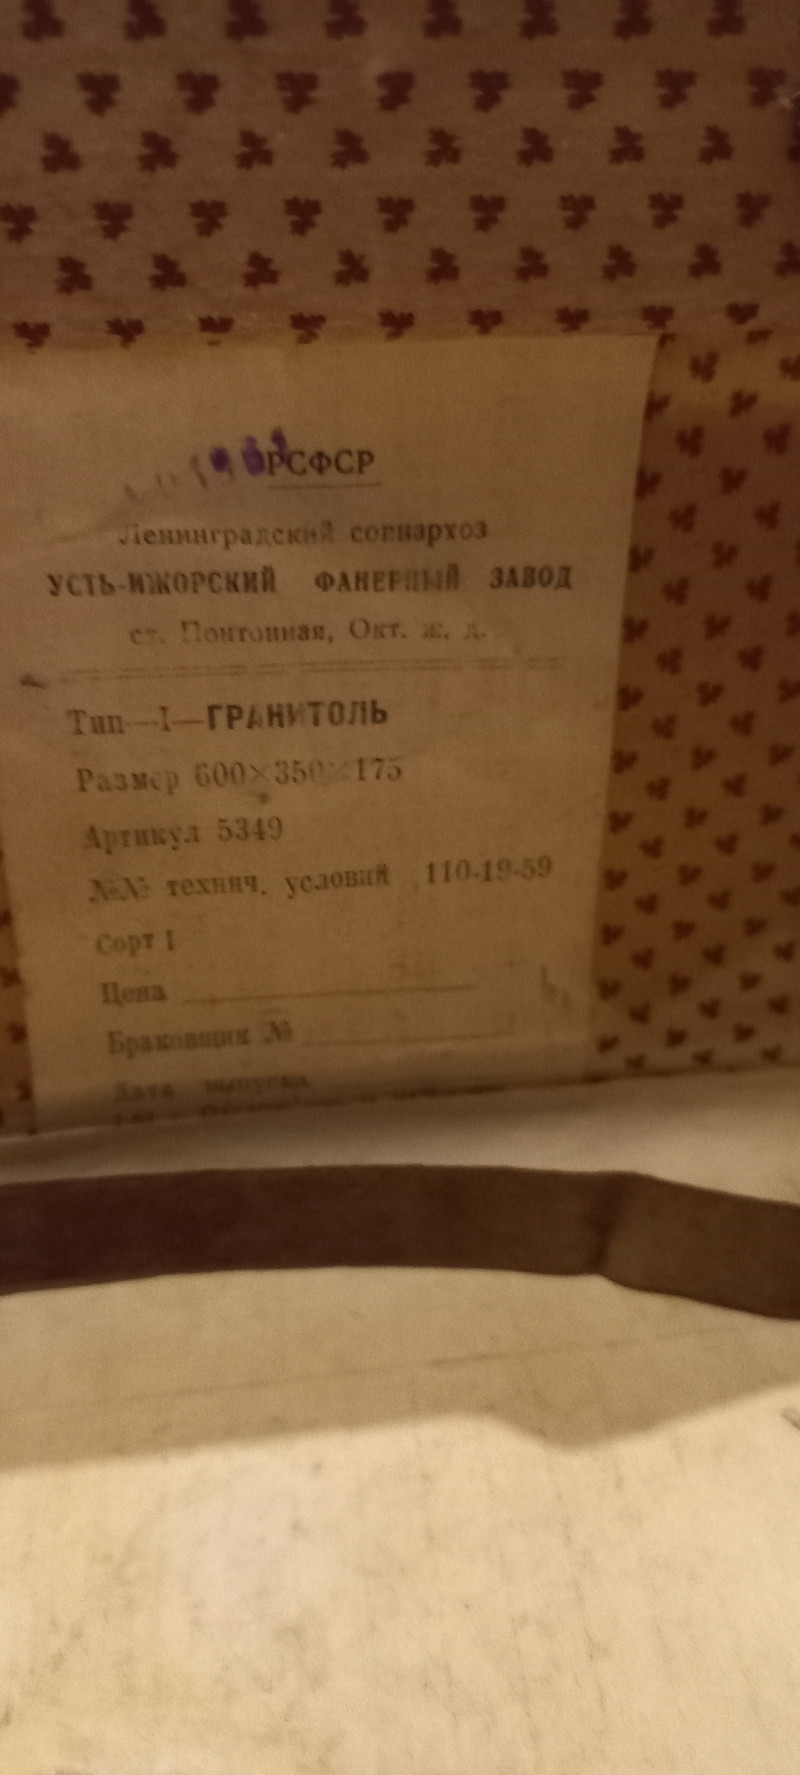 РСФСР
Ленинградский совнархоз
УСТЬ-ИЖОРСКИЙ ФАНЕРНЫЙ ЗАВОД
ст. Понтонная, Окт. ж. д.
Тип—I—ГРАНИТОЛЬ
Размер 600×350×175
Артикул 5349
№№ технич. условий 110-19-59
Сорт I
Цена
Браковщик №
Дата выпуска